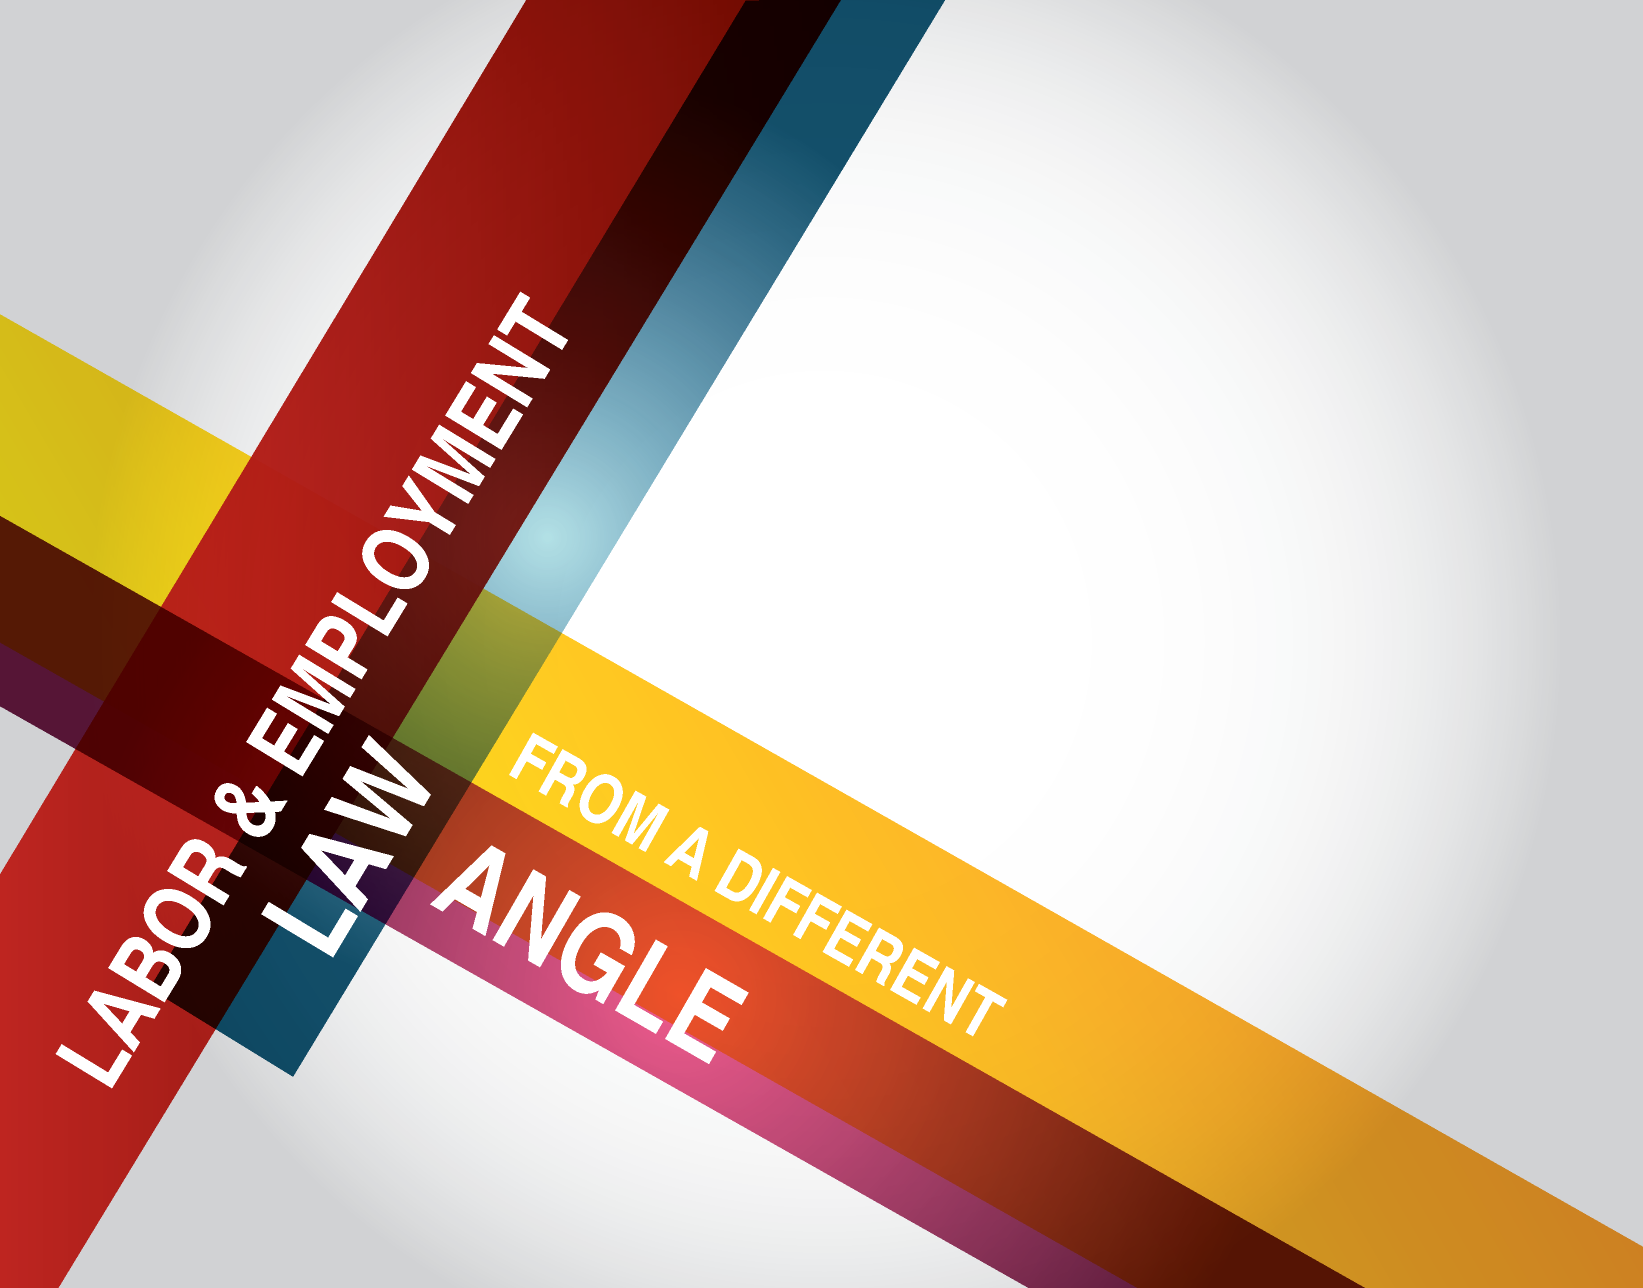 LABOR & EMPLOYMENT
LAW
FROM A DIFFERENT
ANGLE